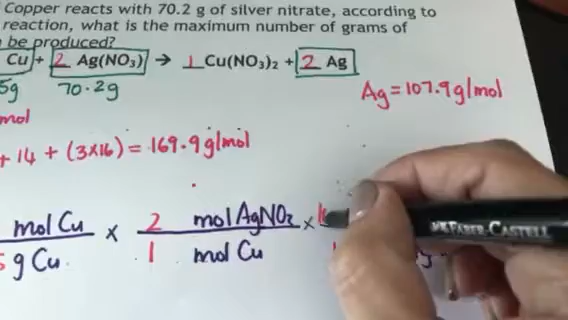 Copper reacts with 70.2 g of silver nitrate, according to
reaction, what is the maximum number of grams of
be produced?
Cu + 2 Ag(NO₃) → 1 Cu(NO₃)₂ + 2 Ag
5g 70.2g
Ag = 107.9 g/mol
mol
+ 14 + (3x16) = 169.9 g/mol
mol Cu × 2 mol AgNO₃ ×
g Cu 1 mol Cu
FABER-CASTELL